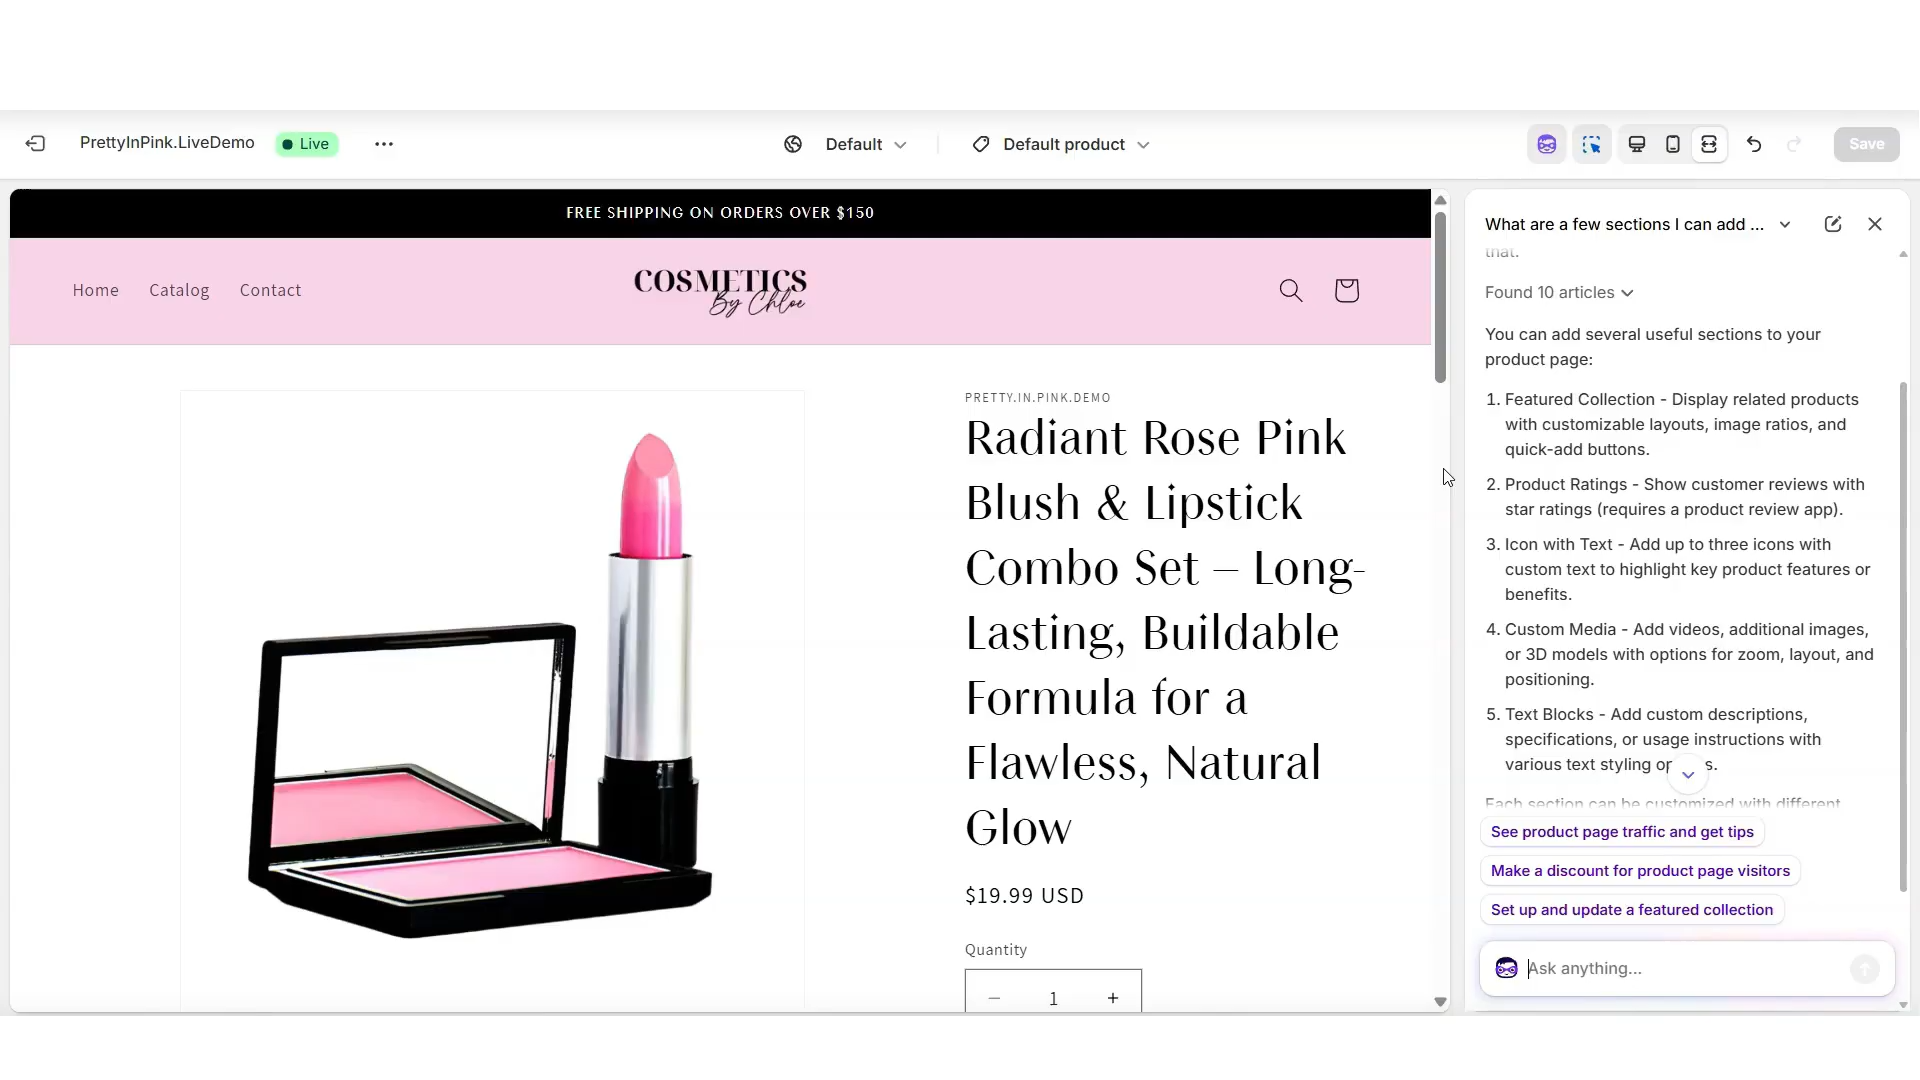 PrettyInPink.LiveDemo
Live
Default
Default product
Save
FREE SHIPPING ON ORDERS OVER $150
Home
Catalog
Contact
COSMETICS
By Chloe
PRETTY.IN.PINK.DEMO
Radiant Rose Pink
Blush & Lipstick
Combo Set – Long-
Lasting, Buildable
Formula for a
Flawless, Natural
Glow
$19.99 USD
Quantity
1
What are a few sections I can add ...
that.
Found 10 articles
You can add several useful sections to your
product page:
1. Featured Collection - Display related products
with customizable layouts, image ratios, and
quick-add buttons.
2. Product Ratings - Show customer reviews with
star ratings (requires a product review app).
3. Icon with Text - Add up to three icons with
custom text to highlight key product features or
benefits.
4. Custom Media - Add videos, additional images,
or 3D models with options for zoom, layout, and
positioning.
5. Text Blocks - Add custom descriptions,
specifications, or usage instructions with
various text styling
Each section can be customized with different
See product page traffic and get tips
Make a discount for product page visitors
Set up and update a featured collection
Ask anything...